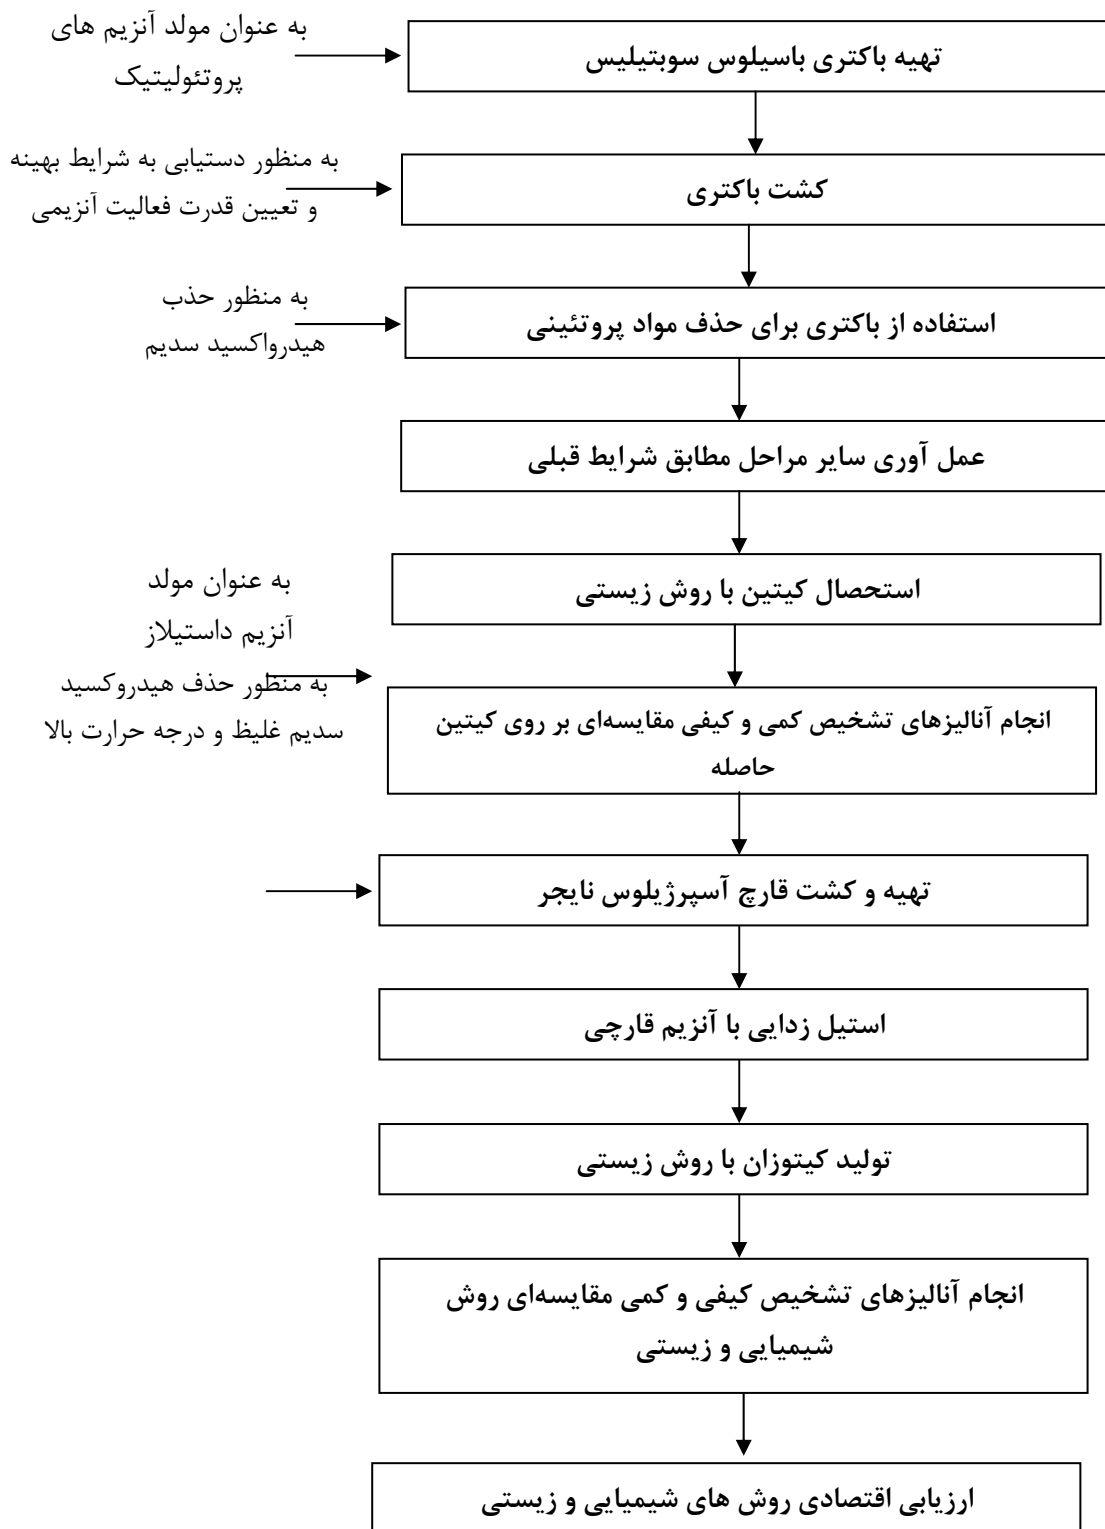 به عنوان مولد آنزیم های
پروتئولیتیک
تهیه باکتری باسیلوس سوبتیلیس
به منظور دستیابی به شرایط بهینه
و تعیین قدرت فعالیت آنزیمی
کشت باکتری
به منظور حذب
هیدرواکسید سدیم
استفاده از باکتری برای حذف مواد پروتئینی
عمل آوری سایر مراحل مطابق شرایط قبلی
استحصال کیتین با روش زیستی
به عنوان مولد
آنزیم داستیلاز
به منظور حذف هیدروکسید
سدیم غلیظ و درجه حرارت بالا
انجام آنالیزهای تشخیص کمی و کیفی مقایسه‌ای بر روی کیتین
حاصله
تهیه و کشت قارچ آسپرژیلوس نایجر
استیل زدایی با آنزیم قارچی
تولید کیتوزان با روش زیستی
انجام آنالیزهای تشخیص کیفی و کمی مقایسه‌ای روش
شیمیایی و زیستی
ارزیابی اقتصادی روش های شیمیایی و زیستی